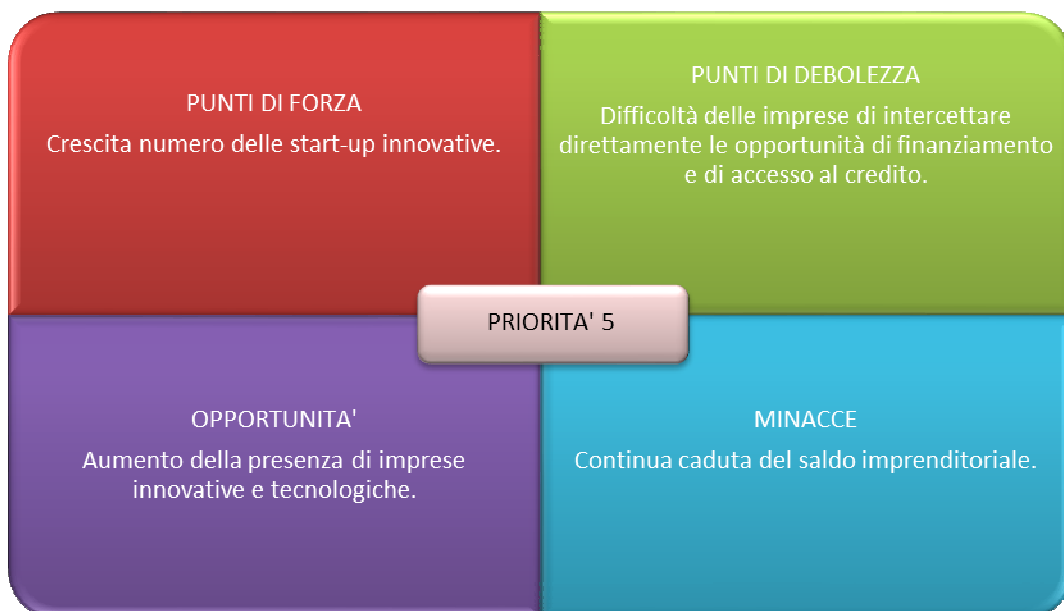 PUNTI DI FORZA
Crescita numero delle start-up innovative.
PUNTI DI DEBOLEZZA
Difficoltà delle imprese di intercettare
direttamente le opportunità di finanziamento
e di accesso al credito.
PRIORITA' 5
OPPORTUNITA'
Aumento della presenza di imprese
innovative e tecnologiche.
MINACCE
Continua caduta del saldo imprenditoriale.